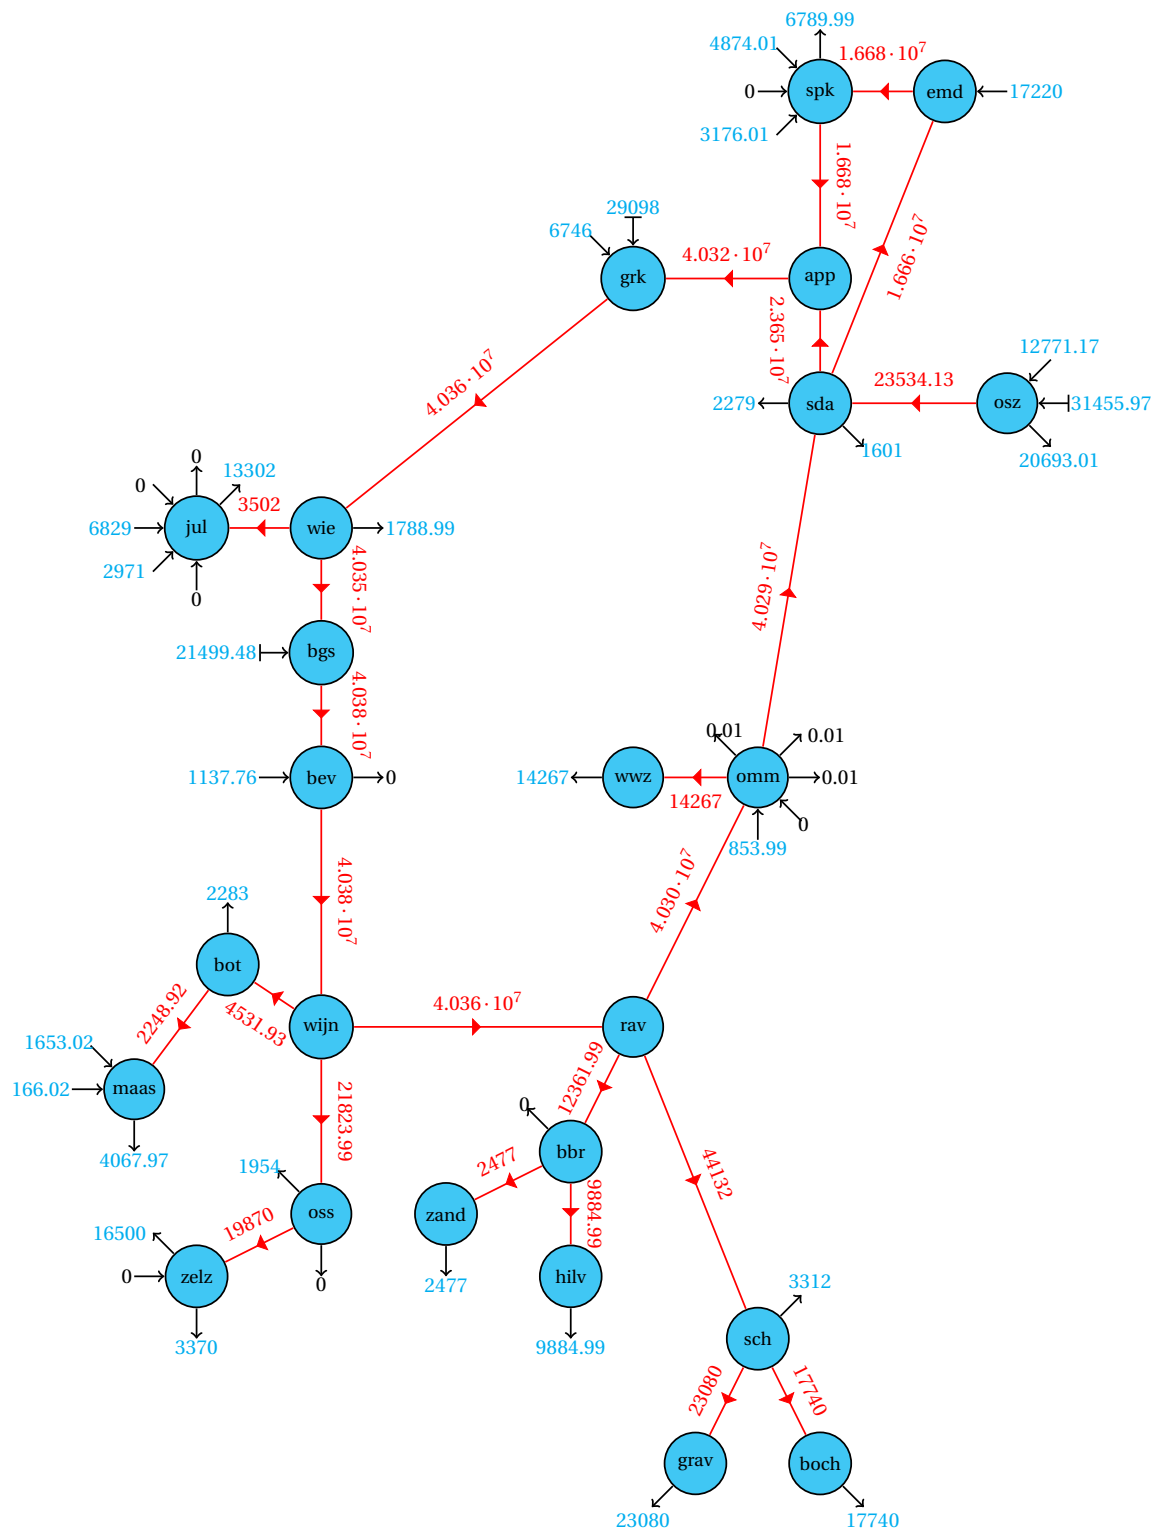 6789.99
4874.01
1.668 · 10⁷
0
spk
emd
17220
3176.01
1.668 · 10⁷
29098
6746
1.666 · 10⁷
4.032 · 10⁷
grk
app
2.365 · 10⁷
12771.17
4.036 · 10⁷
23534.13
2279
sda
osz
31455.97
1601
20693.01
0
13302
0
3502
6829
jul
wie
1788.99
2971
4.035 · 10⁷
0
4.029 · 10⁷
21499.48
bgs
4.038 · 10⁷
0.01
0.01
1137.76
bev
0
14267
wwz
omm
0.01
14267
0
853.99
4.038 · 10⁷
2283
4.030 · 10⁷
bot
2248.92
4531.93
wijn
4.036 · 10⁷
rav
1653.02
166.02
maas
12361.99
0
21823.99
4067.97
1954
2477
bbr
44132
16500
19870
oss
zand
9884.99
0
zelz
0
2477
hilv
3312
3370
9884.99
sch
23080
17740
grav
boch
23080
17740